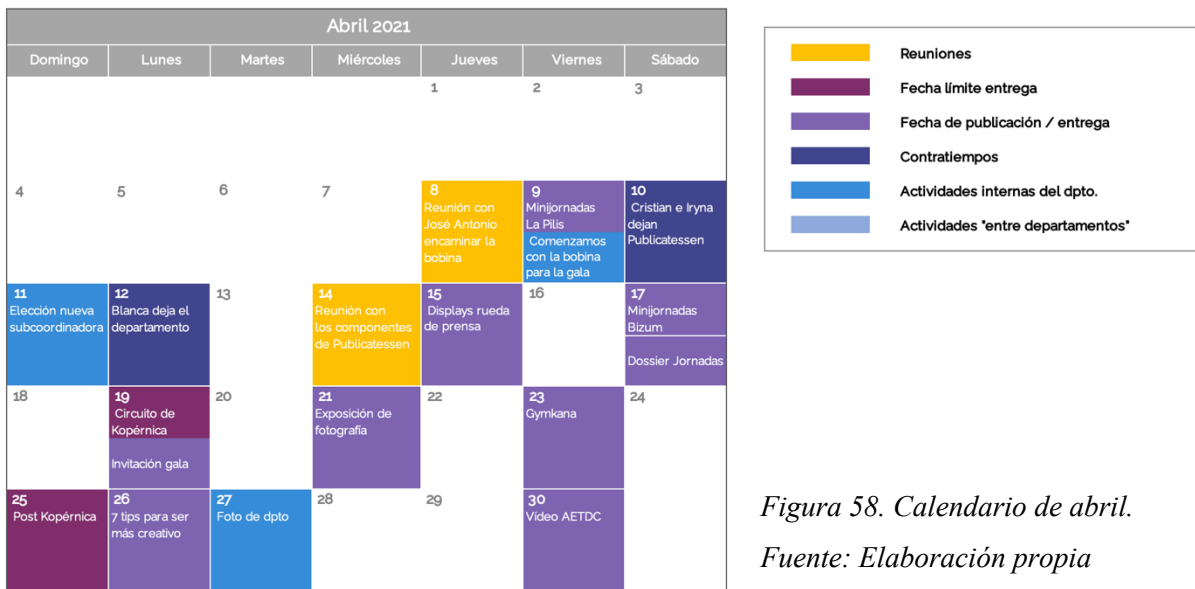 Abril 2021
Domingo Lunes Martes Miércoles Jueves Viernes Sábado
1 2 3
4 5 6 7
8
Reunión con
José Antonio
encaminar la
bobina
9
Minijornadas
La Pilis
Comenzamos
con la bobina
para la gala
10
Cristian e Iryna
dejan
Publicatessen
11
Elección nueva
subcoordinadora
12
Blanca deja el
departamento
13
14
Reunión con
los componentes
de Publicatessen
15
Displays rueda
de prensa
16
17
Minijornadas
Bizum
Dossier Jornadas
18
19
Circuito de
Kopérnica
Invitación gala
20
21
Exposición de
fotografía
22
23
Gymkana
24
25
Post Kopérnica
26
7 tips para ser
más creativo
27
Foto de dpto
28
29
30
Vídeo AETDC
Reuniones
Fecha límite entrega
Fecha de publicación / entrega
Contratiempos
Actividades internas del dpto.
Actividades "entre departamentos"
Figura 58. Calendario de abril.
Fuente: Elaboración propia